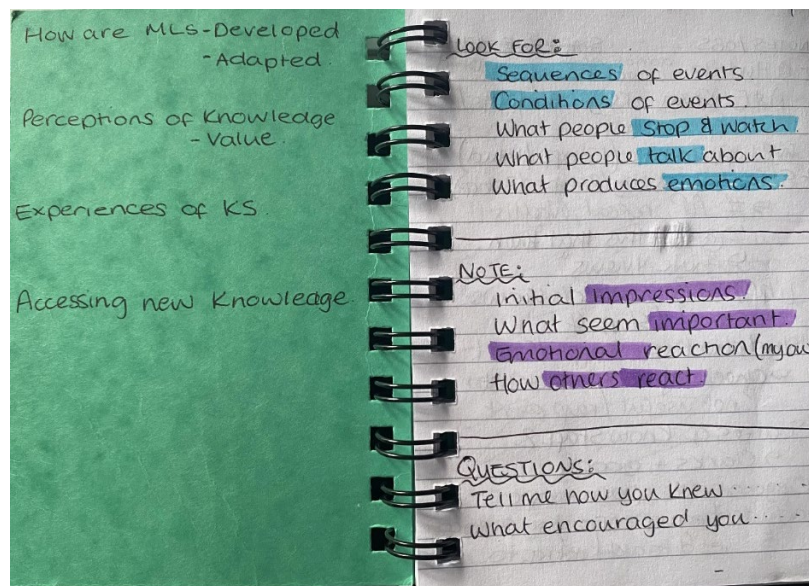 How are MLS-Developed
-Adapted.
Perceptions of Knowledge
- Value.
Experiences of KS.
Accessing new Knowledge.
LOOK FOR:
Sequences of events.
Conditions of events.
What people Stop & watch.
What people talk about
What produces emotions.
NOTE:
Initial Impressions.
What seem important.
Emotional reaction (my ow
How others react.
QUESTIONS:
Tell me how you knew .....
What encouraged you .....